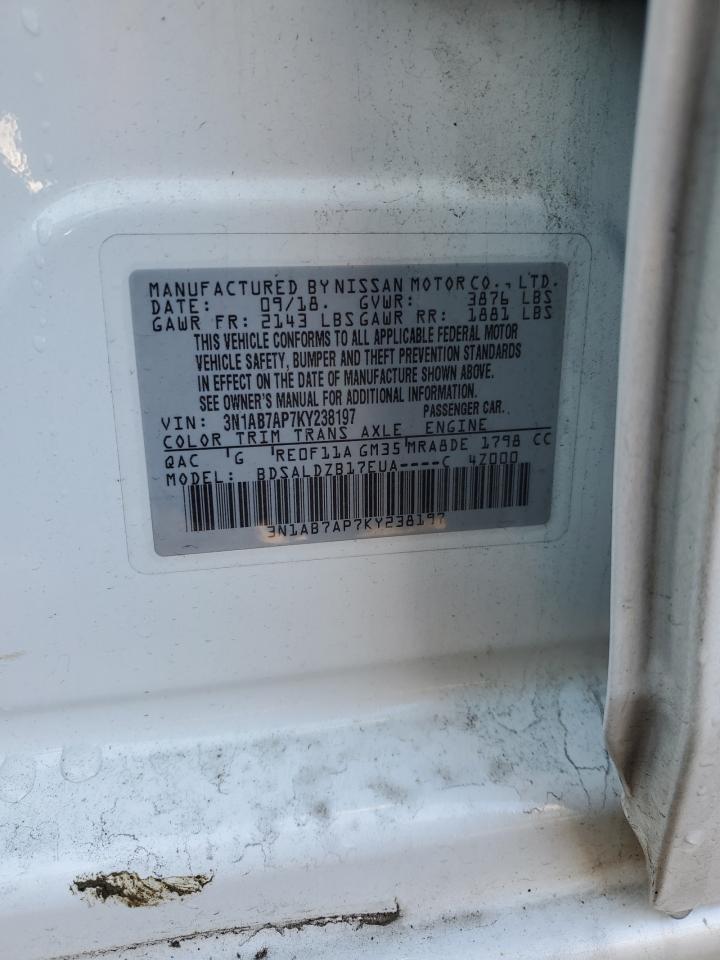 MANUFACTURED BY NISSAN MOTOR CO., LTD.
DATE: 09/18. GVWR: 3876 LBS
GAWR FR: 2143 LBS GAWR RR: 1881 LBS
THIS VEHICLE CONFORMS TO ALL APPLICABLE FEDERAL MOTOR
VEHICLE SAFETY, BUMPER AND THEFT PREVENTION STANDARDS
IN EFFECT ON THE DATE OF MANUFACTURE SHOWN ABOVE.
SEE OWNER'S MANUAL FOR ADDITIONAL INFORMATION.
VIN: 3N1AB7AP7KY238197 PASSENGER CAR.
COLOR TRIM TRANS AXLE ENGINE
QAC G RE0F11A GM35 MRA8DE 1798 CC
MODEL: BDSALDZB17EUA----C 4Z000
3N1AB7AP7KY238197